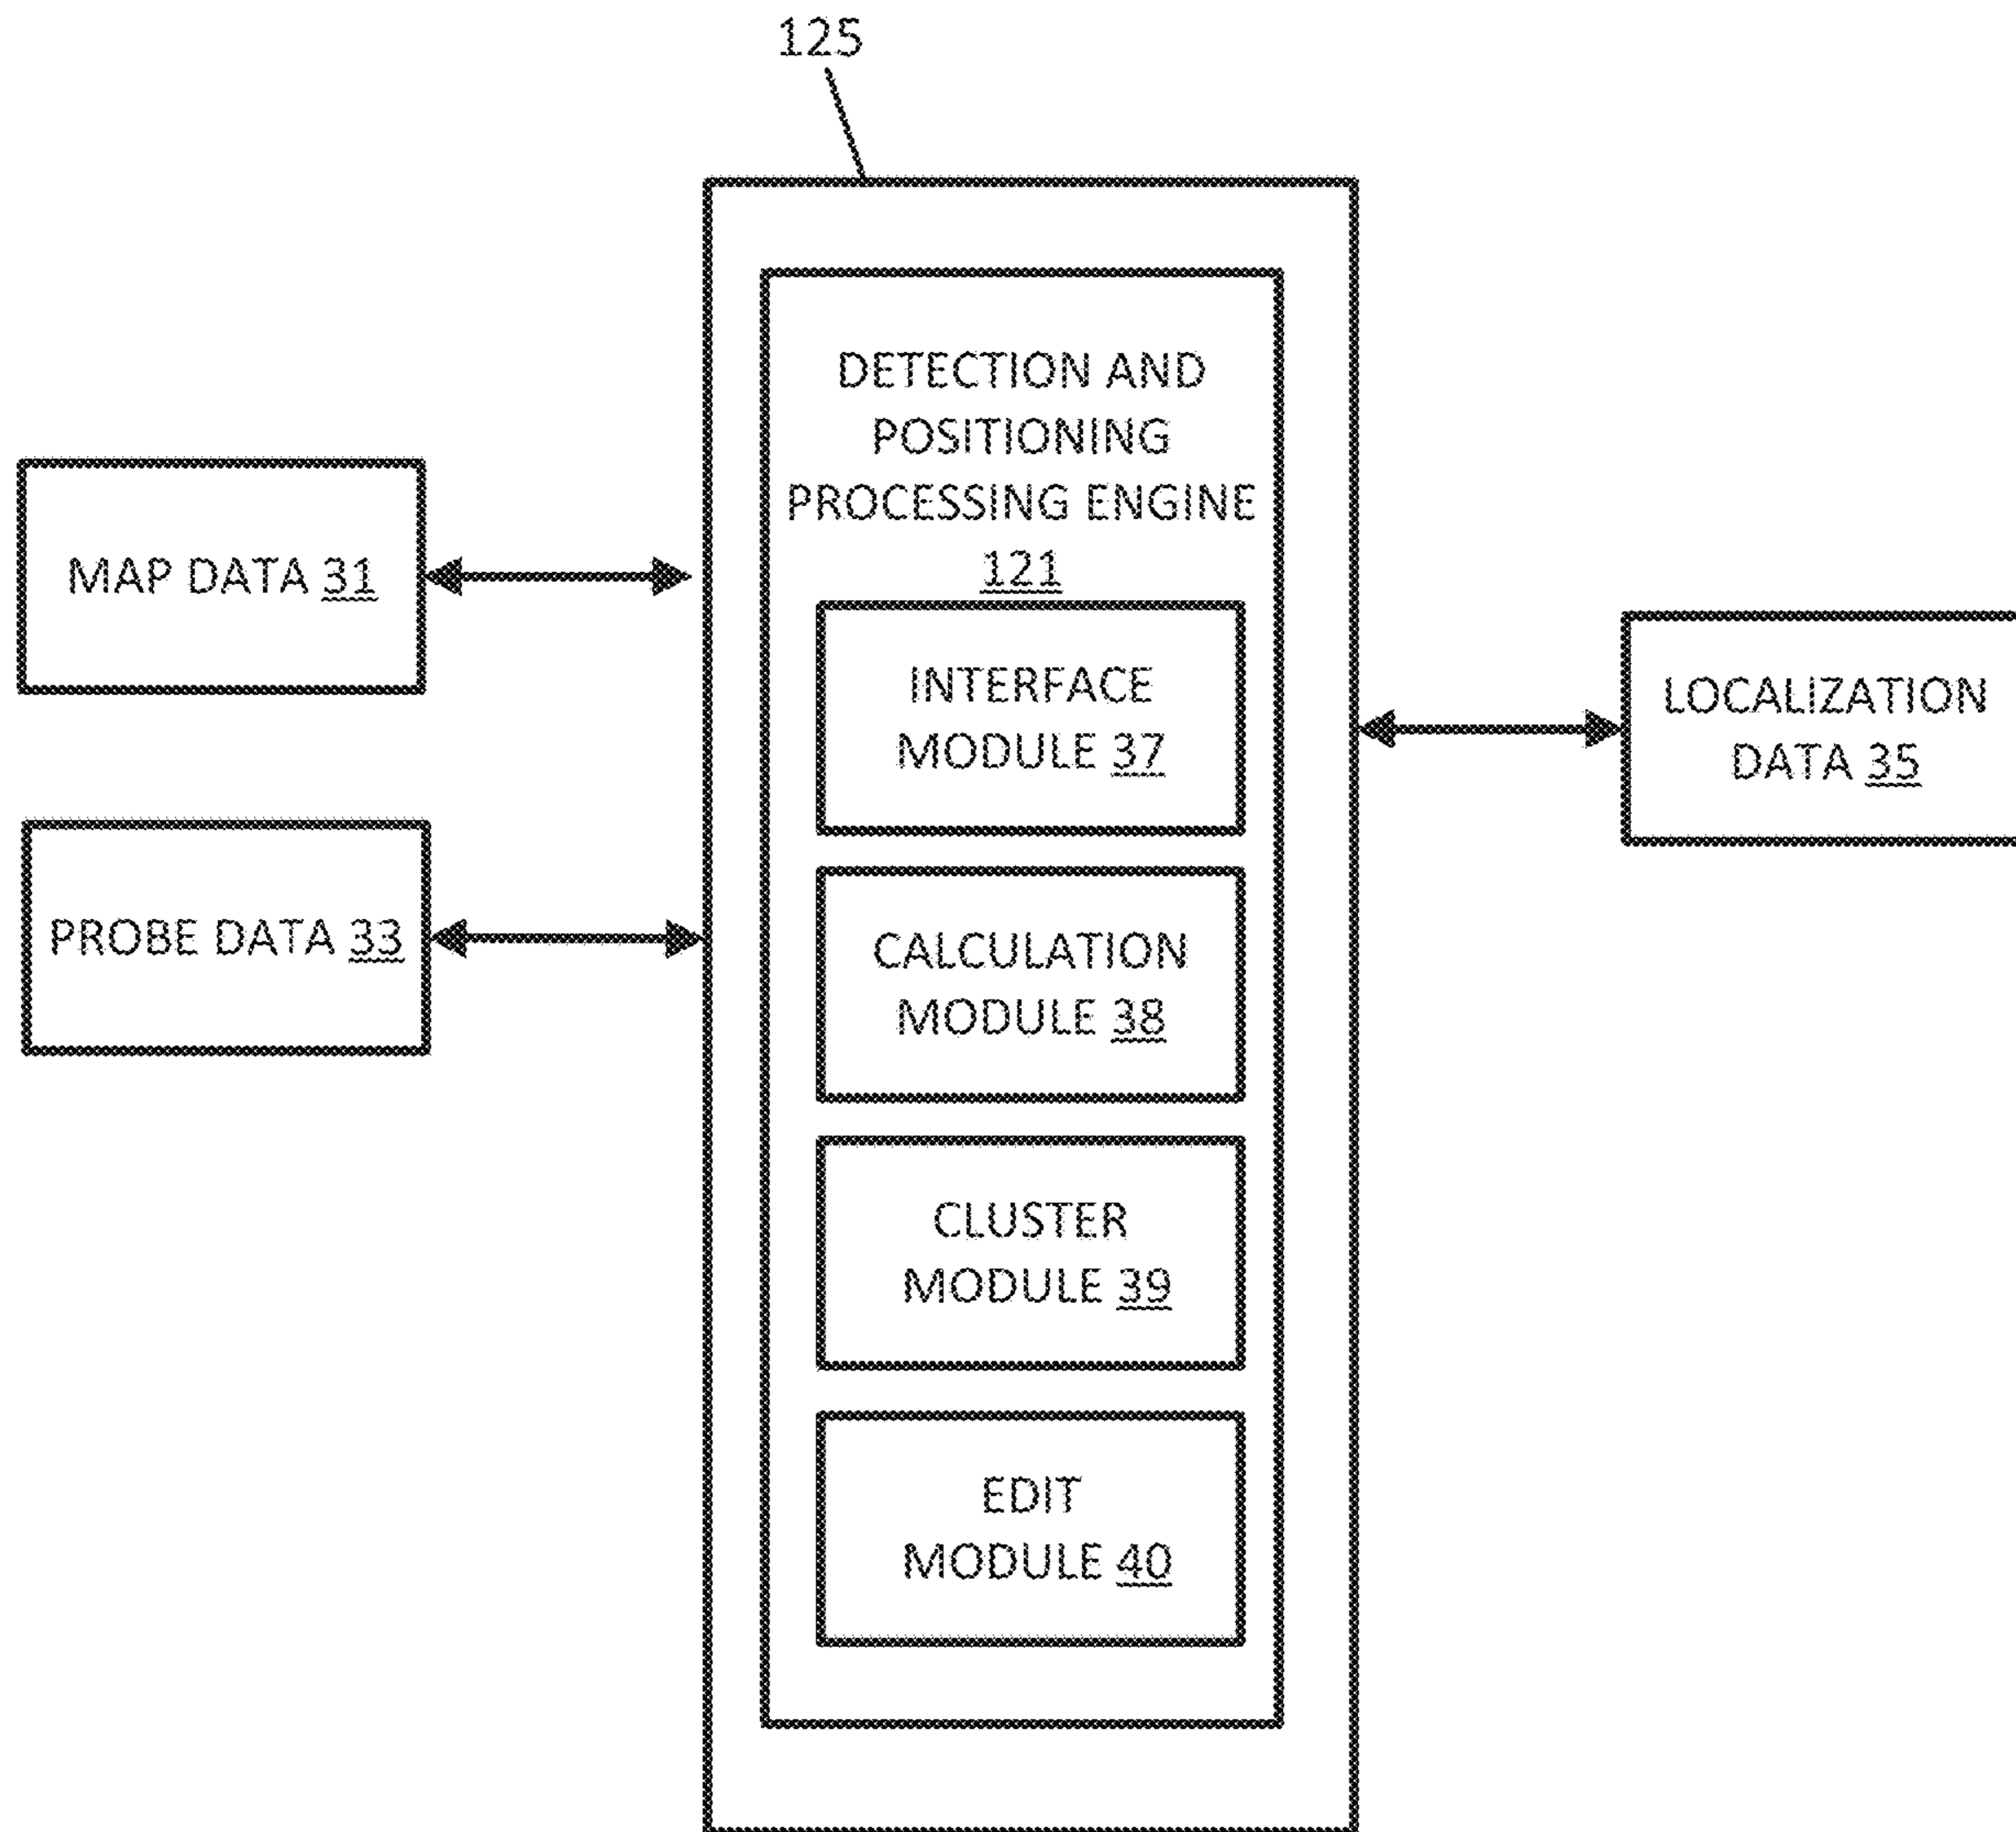 125
DETECTION AND
POSITIONING
PROCESSING ENGINE
121
MAP DATA 31
INTERFACE
MODULE 37
LOCALIZATION
DATA 35
PROBE DATA 33
CALCULATION
MODULE 38
CLUSTER
MODULE 39
EDIT
MODULE 40